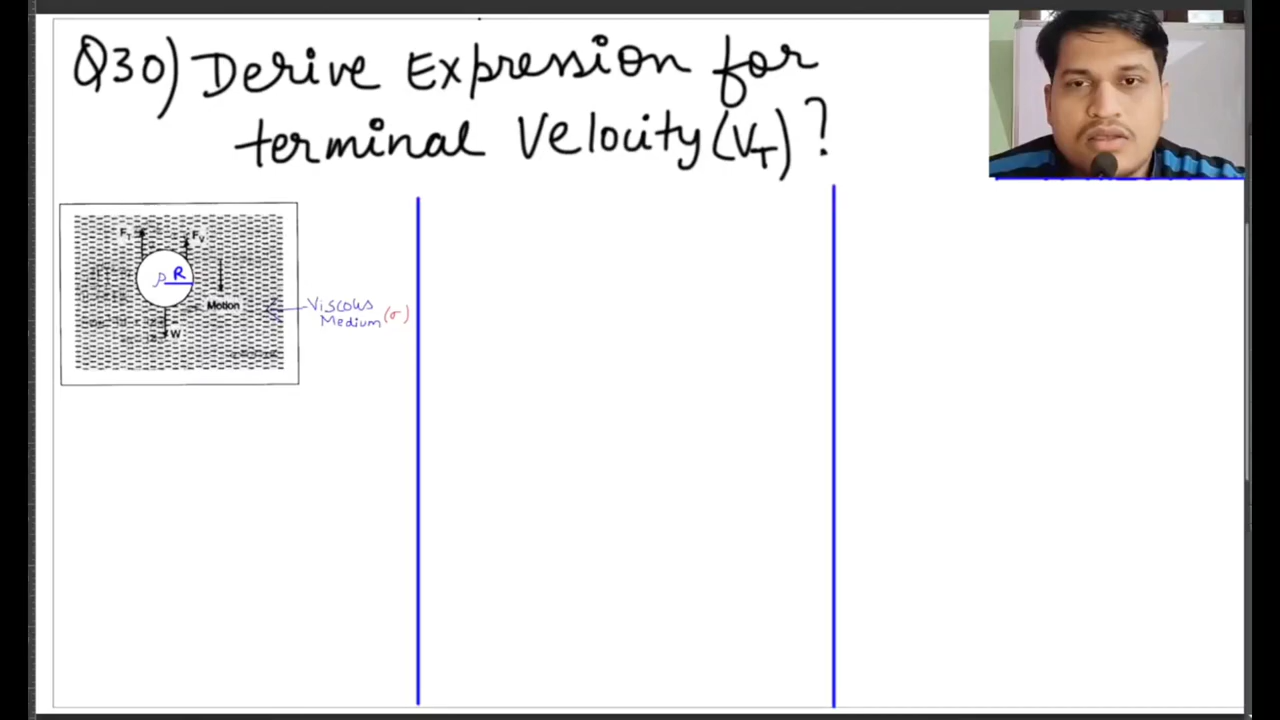 Q30) Derive Expression for
terminal Velocity (VT) ?
FT
FV
ρ R
Motion
W
Viscous
Medium (σ)